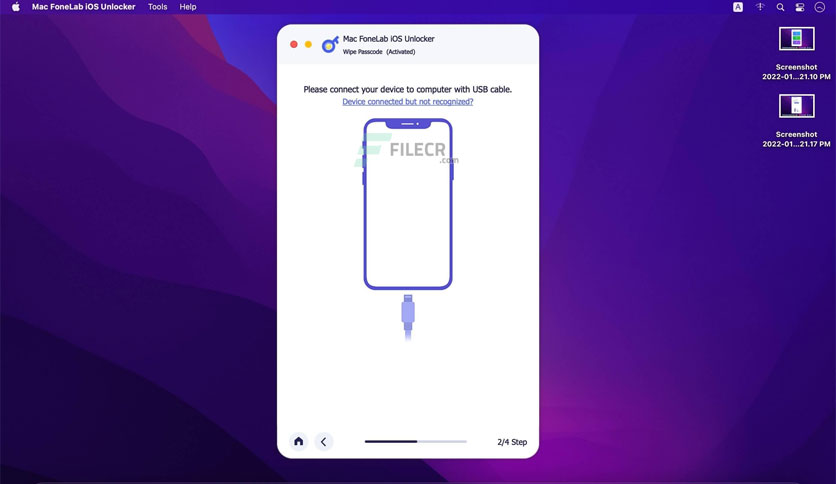 Mac FoneLab iOS Unlocker Tools Help A
Mac FoneLab iOS Unlocker
Wipe Passcode (Activated)
Please connect your device to computer with USB cable.
Device connected but not recognized?
FILECR
.com
Screenshot
2022-01...21.10 PM
Screenshot
2022-01...21.17 PM
2/4 Step